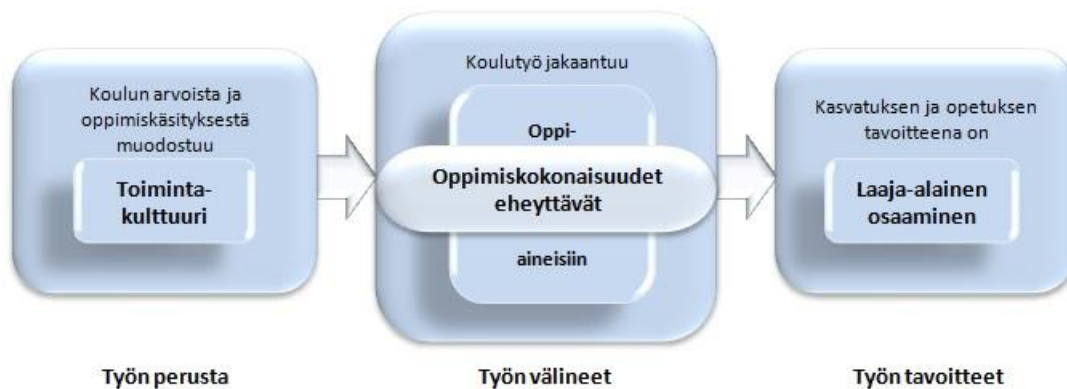 Koulun arvoista ja
oppimiskäsityksestä
muodostuu
Toiminta-
kulttuuri
Koulutyö jakaantuu
Oppi-
Oppimiskokonaisuudet
eheyttävät
aineisiin
Kasvatuksen ja opetuksen
tavoitteena on
Laaja-alainen
osaaminen
Työn perusta
Työn välineet
Työn tavoitteet